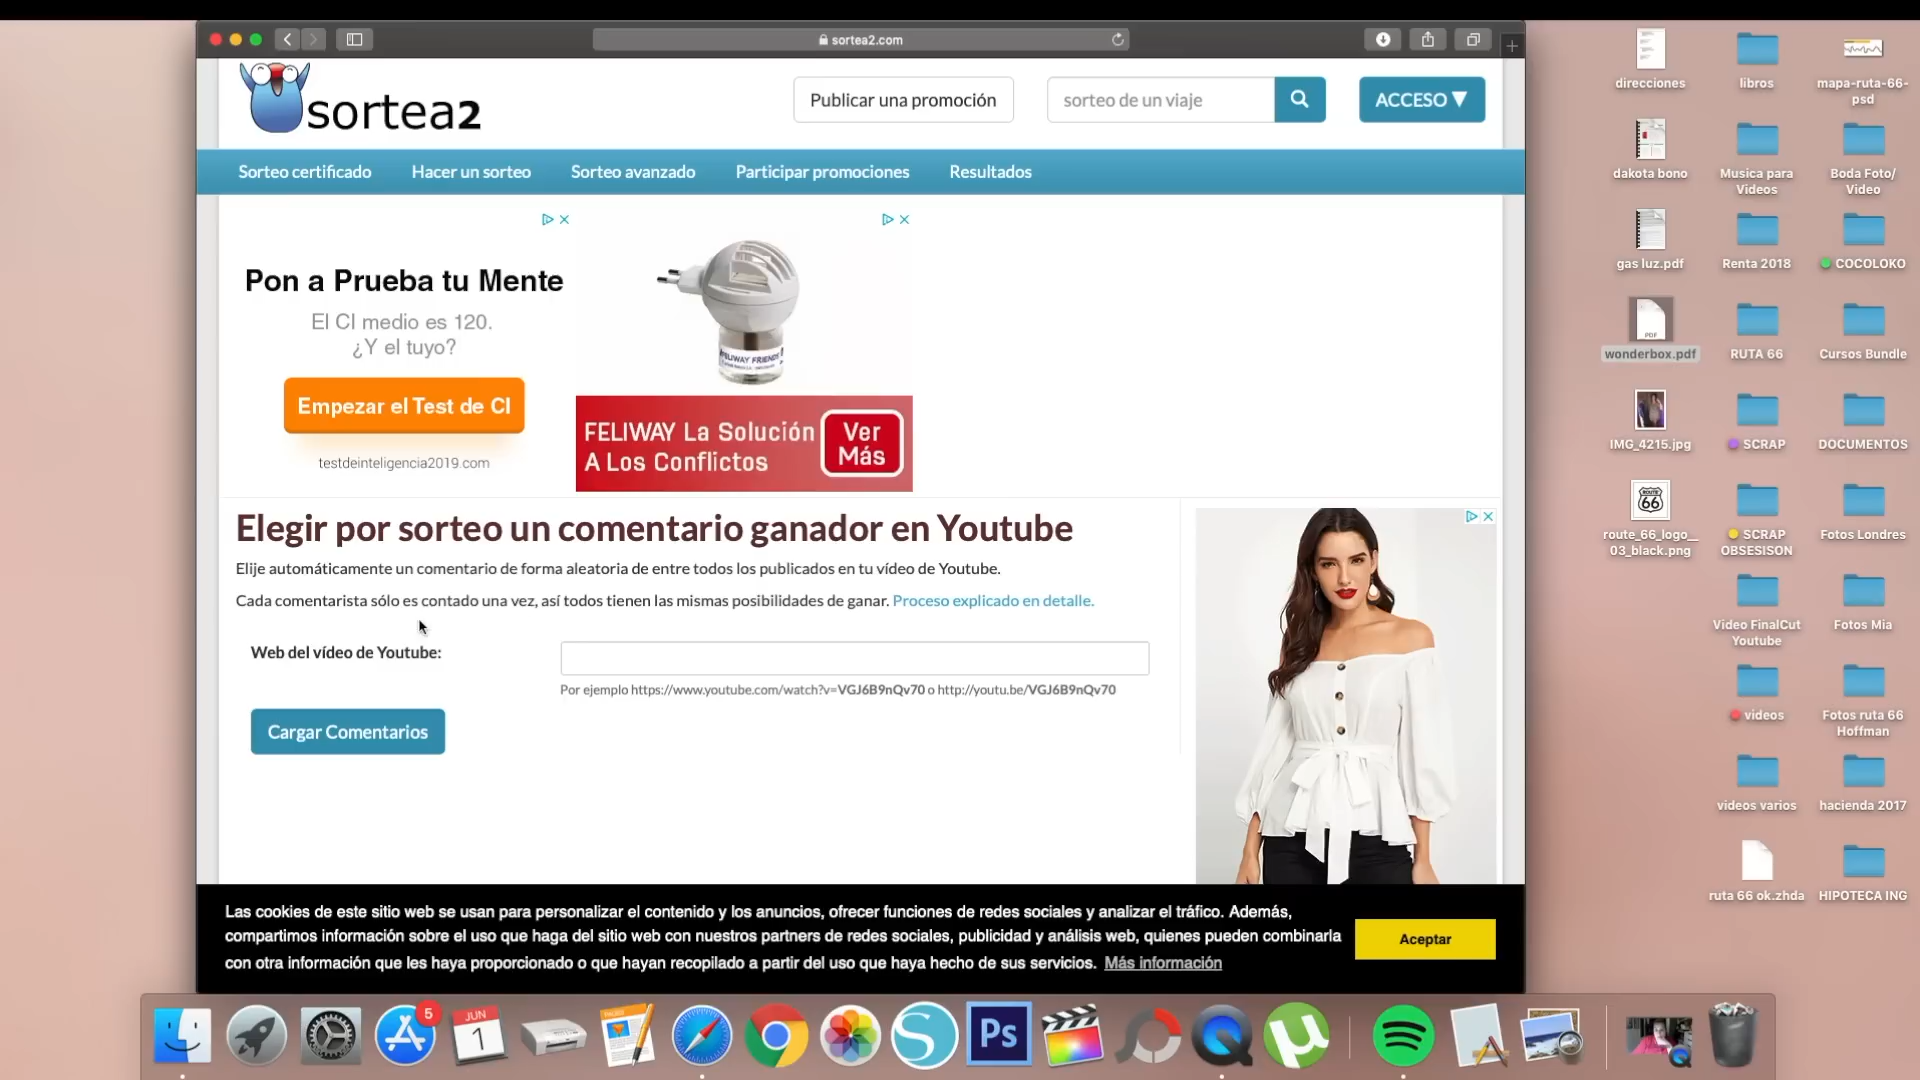 sortea2.com
sortea2
Publicar una promoción
sorteo de un viaje
ACCESO
Sorteo certificado
Hacer un sorteo
Sorteo avanzado
Participar promociones
Resultados
Pon a Prueba tu Mente
El CI medio es 120.
¿Y el tuyo?
Empezar el Test de CI
testdeinteligencia2019.com
FELIWAY FRIENDS
FELIWAY La Solución
A Los Conflictos
Ver
Más
Elegir por sorteo un comentario ganador en Youtube
Elije automáticamente un comentario de forma aleatoria de entre todos los publicados en tu vídeo de Youtube.
Cada comentarista sólo es contado una vez, así todos tienen las mismas posibilidades de ganar. Proceso explicado en detalle.
Web del vídeo de Youtube:
Por ejemplo https://www.youtube.com/watch?v=VGJ6B9nQv70 o http://youtu.be/VGJ6B9nQv70
Cargar Comentarios
Las cookies de este sitio web se usan para personalizar el contenido y los anuncios, ofrecer funciones de redes sociales y analizar el tráfico. Además,
compartimos información sobre el uso que haga del sitio web con nuestros partners de redes sociales, publicidad y análisis web, quienes pueden combinarla
con otra información que les haya proporcionado o que hayan recopilado a partir del uso que haya hecho de sus servicios. Más información
Aceptar
direcciones
libros
mapa-ruta-66-
psd
dakota bono
Musica para
Videos
Boda Foto/
Video
gas luz.pdf
Renta 2018
COCOLOKO
PDF
wonderbox.pdf
RUTA 66
Cursos Bundle
IMG_4215.jpg
SCRAP
DOCUMENTOS
ROUTE
66
route_66_logo__
03_black.png
SCRAP
OBSESISON
Fotos Londres
Video FinalCut
Youtube
Fotos Mia
videos
Fotos ruta 66
Hoffman
videos varios
hacienda 2017
ruta 66 ok.zhda
HIPOTECA ING
5
JUN
1
S
Ps
µ